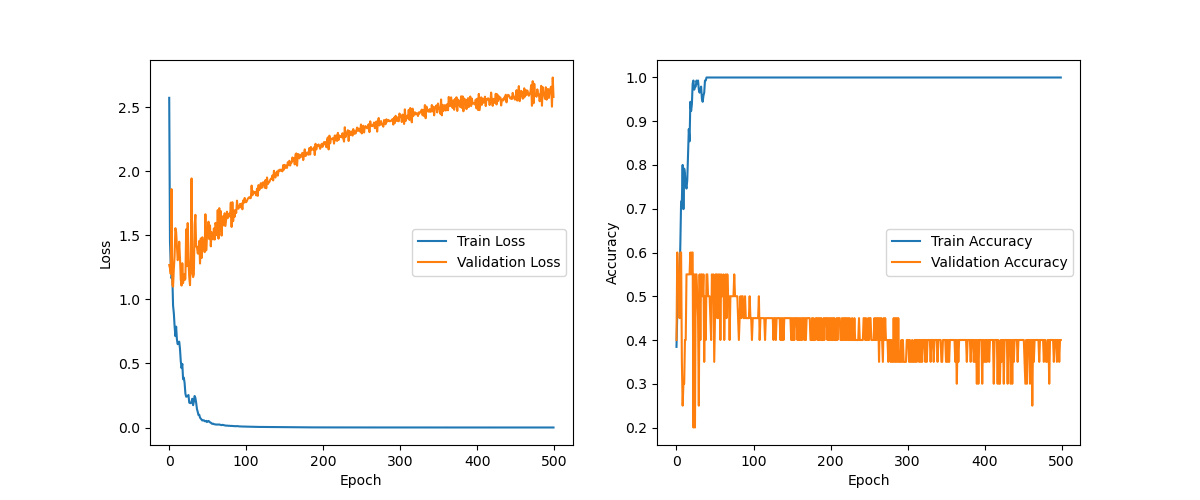 2.5
2.0
1.5
1.0
0.5
0.0
Loss
Train Loss
Validation Loss
0 100 200 300 400 500
Epoch
1.0
0.9
0.8
0.7
0.6
0.5
0.4
0.3
0.2
Accuracy
Train Accuracy
Validation Accuracy
0 100 200 300 400 500
Epoch